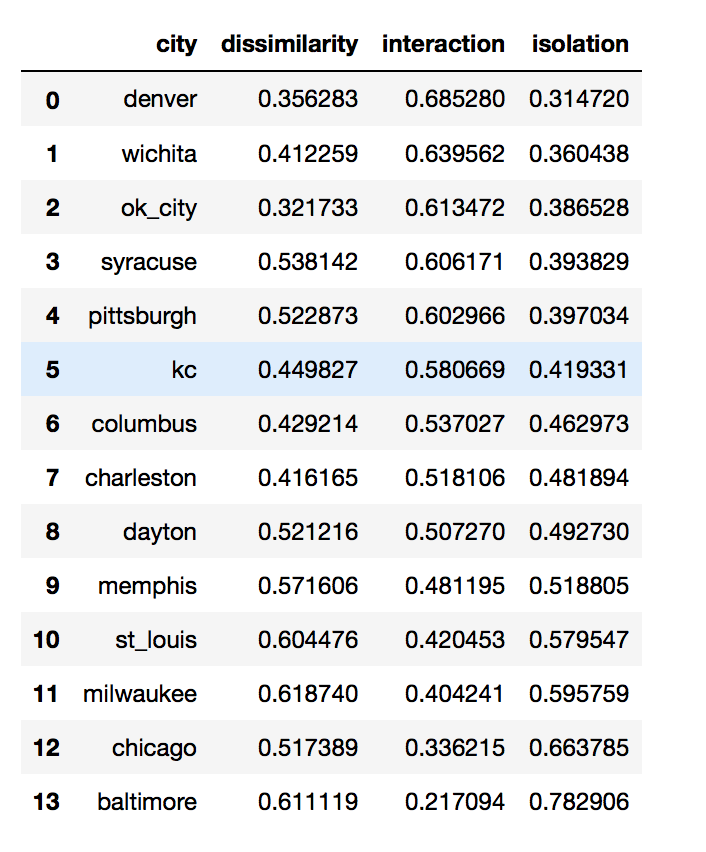 city dissimilarity interaction isolation
0 denver 0.356283 0.685280 0.314720
1 wichita 0.412259 0.639562 0.360438
2 ok_city 0.321733 0.613472 0.386528
3 syracuse 0.538142 0.606171 0.393829
4 pittsburgh 0.522873 0.602966 0.397034
5 kc 0.449827 0.580669 0.419331
6 columbus 0.429214 0.537027 0.462973
7 charleston 0.416165 0.518106 0.481894
8 dayton 0.521216 0.507270 0.492730
9 memphis 0.571606 0.481195 0.518805
10 st_louis 0.604476 0.420453 0.579547
11 milwaukee 0.618740 0.404241 0.595759
12 chicago 0.517389 0.336215 0.663785
13 baltimore 0.611119 0.217094 0.782906